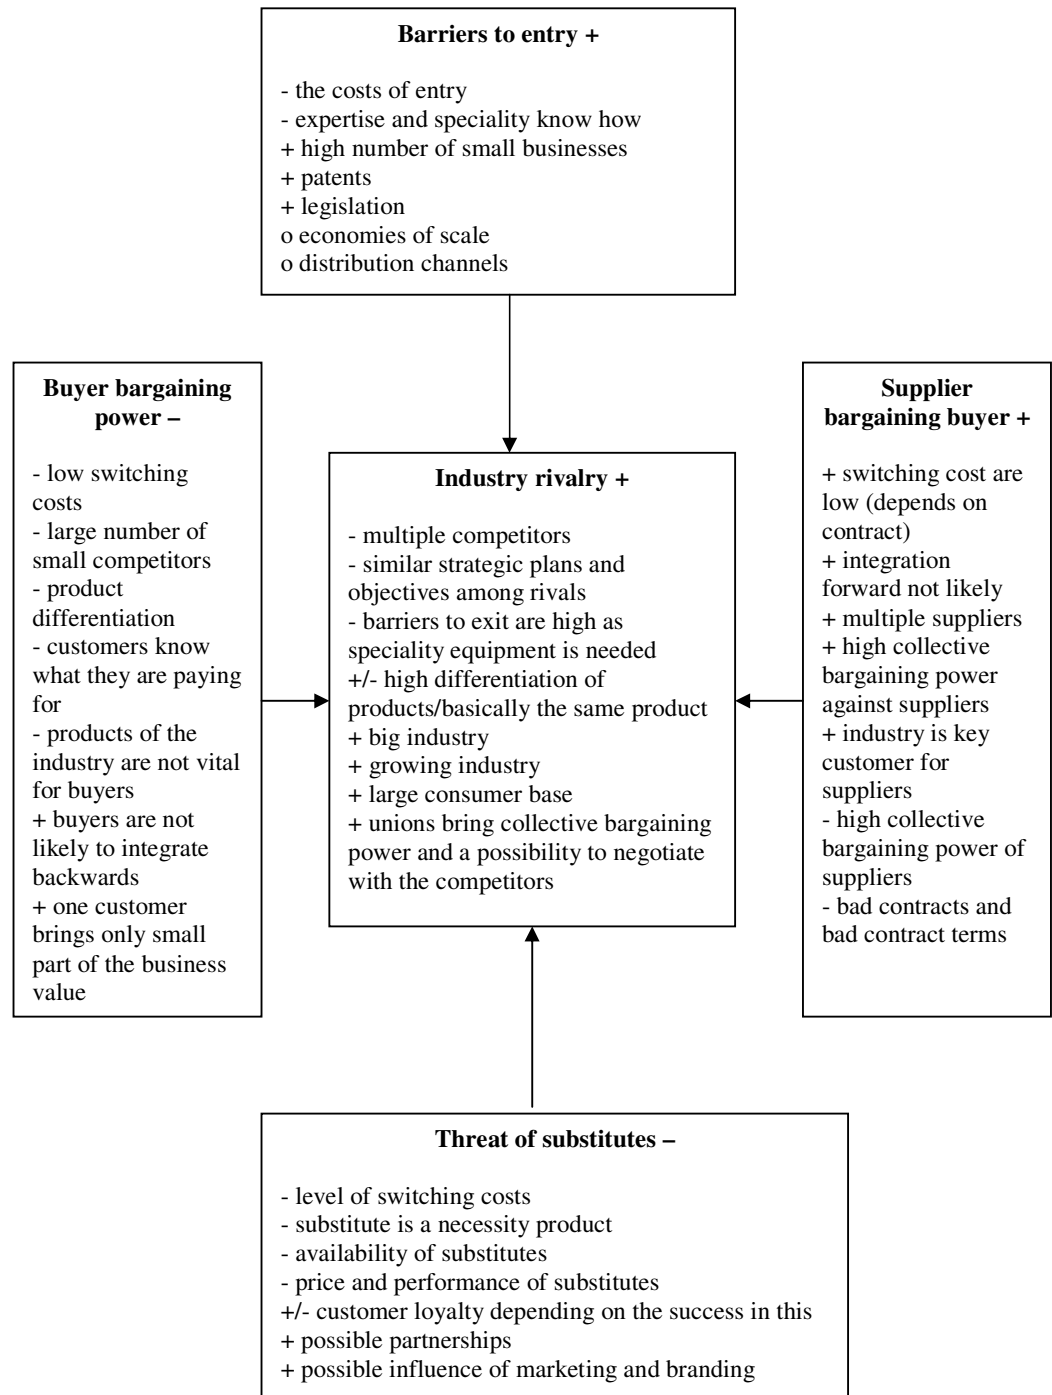 Barriers to entry +
- the costs of entry
- expertise and speciality know how
+ high number of small businesses
+ patents
+ legislation
o economies of scale
o distribution channels
Buyer bargaining
power –
- low switching
costs
- large number of
small competitors
- product
differentiation
- customers know
what they are paying
for
- products of the
industry are not vital
for buyers
+ buyers are not
likely to integrate
backwards
+ one customer
brings only small
part of the business
value
Industry rivalry +
- multiple competitors
- similar strategic plans and
objectives among rivals
- barriers to exit are high as
speciality equipment is needed
+/- high differentiation of
products/basically the same product
+ big industry
+ growing industry
+ large consumer base
+ unions bring collective bargaining
power and a possibility to negotiate
with the competitors
Supplier
bargaining buyer +
+ switching cost are
low (depends on
contract)
+ integration
forward not likely
+ multiple suppliers
+ high collective
bargaining power
against suppliers
+ industry is key
customer for
suppliers
- high collective
bargaining power of
suppliers
- bad contracts and
bad contract terms
Threat of substitutes –
- level of switching costs
- substitute is a necessity product
- availability of substitutes
- price and performance of substitutes
+/- customer loyalty depending on the success in this
+ possible partnerships
+ possible influence of marketing and branding